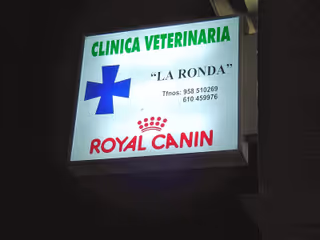 CLINICA VETERINARIA
“LA RONDA”
Tfnos: 958 510269
610 459976
ROYAL CANIN